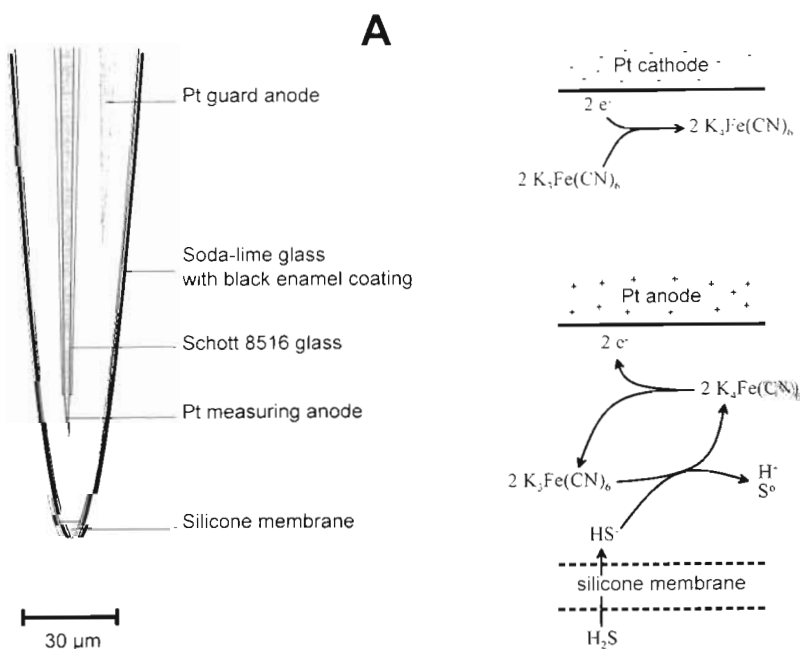 A
Pt guard anode
Soda-lime glass
with black enamel coating
Schott 8516 glass
Pt measuring anode
Silicone membrane
30 µm
Pt cathode
2 e-
2 K4Fe(CN)6
2 K3Fe(CN)6
Pt anode
2 e-
2 K4Fe(CN)6
2 K3Fe(CN)6
H+
S0
HS-
silicone membrane
H2S